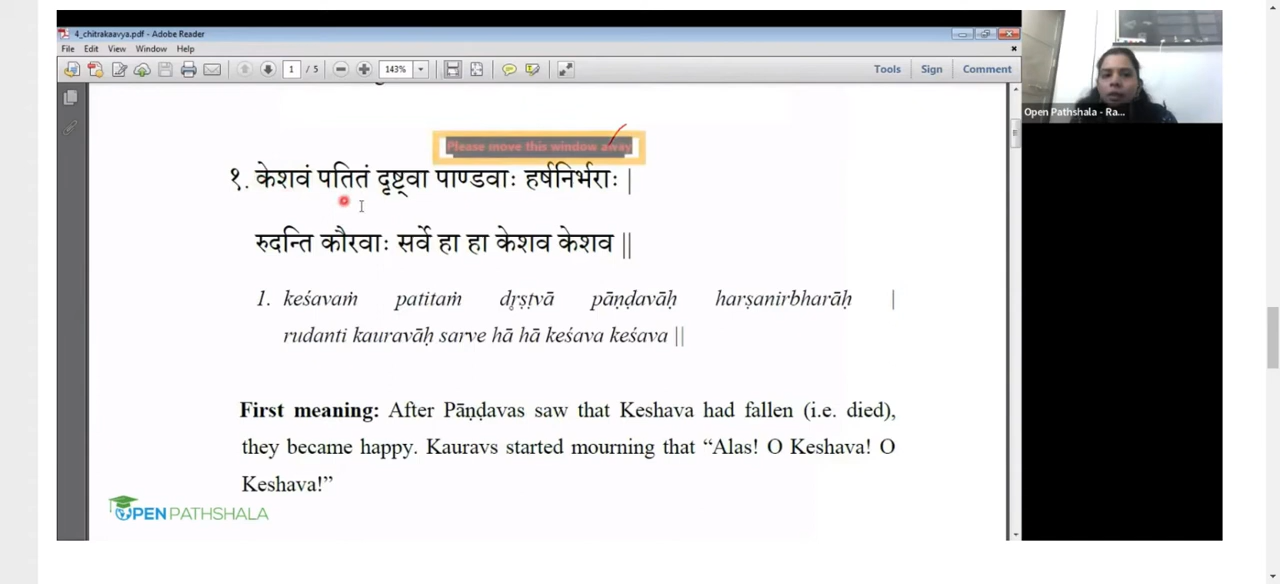 4_chitrakaavya.pdf - Adobe Reader
File Edit View Window Help
1 / 5 143% Tools Sign Comment
Open Pathshala - Ra...
Please move this window away
१. केशवं पतितं दृष्ट्वा पाण्डवाः हर्षनिर्भराः |
रुदन्ति कौरवाः सर्वे हा हा केशव केशव ||
1. keśavaṁ patitaṁ dṛṣṭvā pāṇḍavāḥ harṣanirbharāḥ |
rudanti kauravāḥ sarve hā hā keśava keśava ||
First meaning: After Pāṇḍavas saw that Keshava had fallen (i.e. died),
they became happy. Kauravs started mourning that “Alas! O Keshava! O
Keshava!”
OPEN PATHSHALA